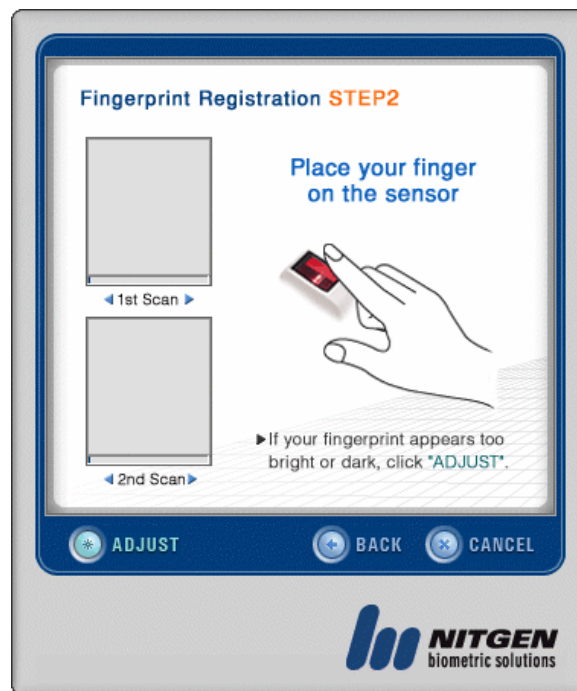 Fingerprint Registration STEP2
Place your finger
on the sensor
1st Scan
2nd Scan
If your fingerprint appears too
bright or dark, click "ADJUST".
ADJUST
BACK
CANCEL
NITGEN
biometric solutions